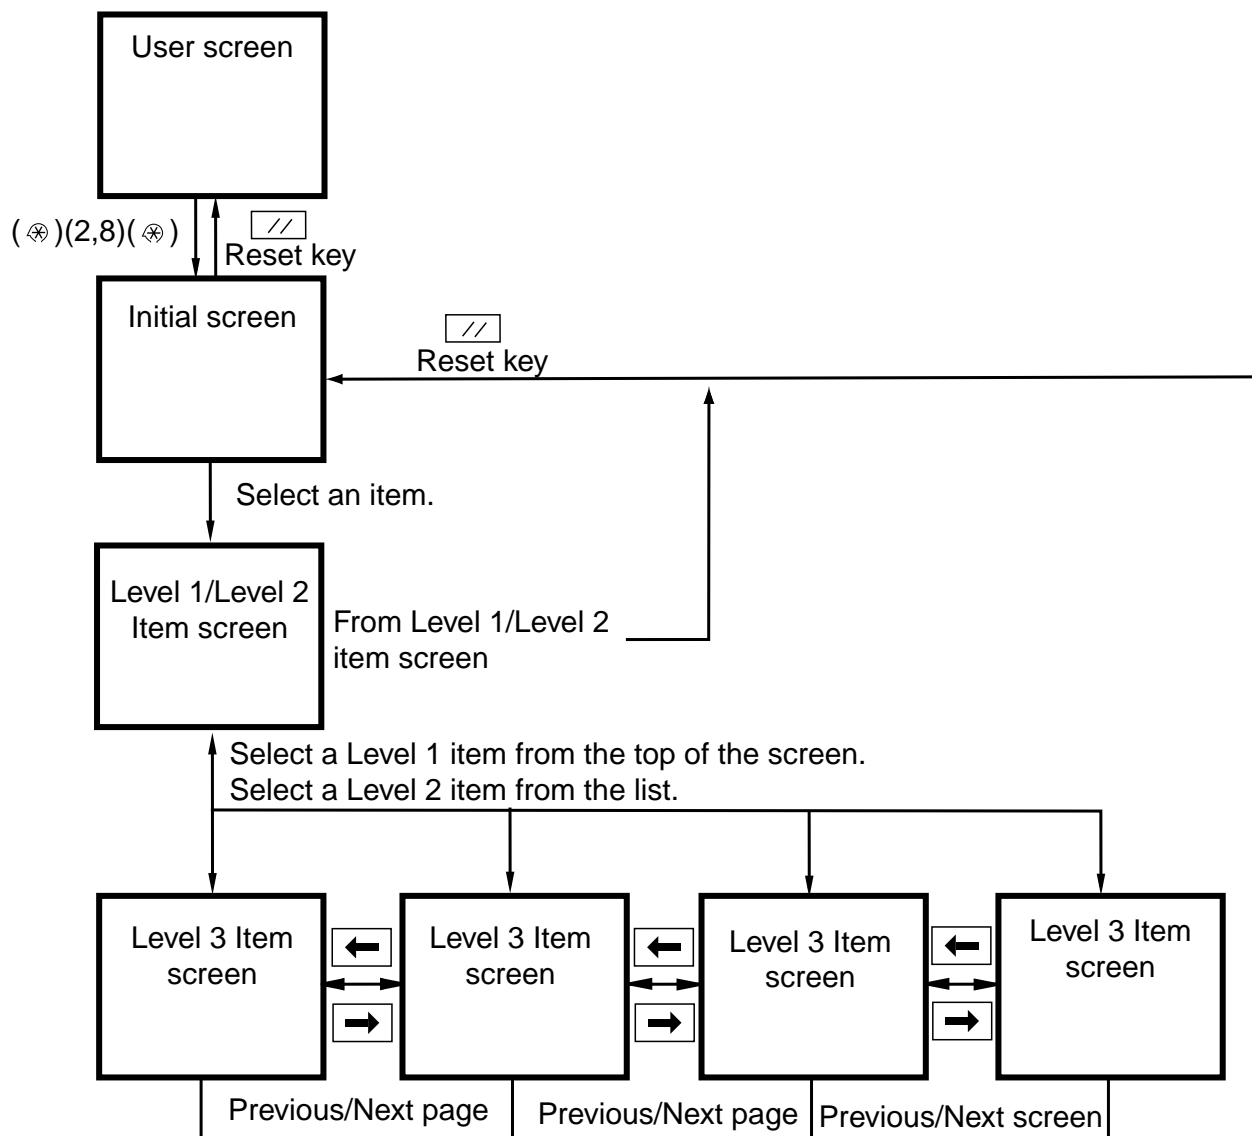 User screen
(⊛)(2,8)(⊛)
//
Reset key
Initial screen
//
Reset key
Select an item.
Level 1/Level 2
Item screen
From Level 1/Level 2
item screen
Select a Level 1 item from the top of the screen.
Select a Level 2 item from the list.
Level 3 Item
screen
Level 3 Item
screen
Level 3 Item
screen
Level 3 Item
screen
Previous/Next page
Previous/Next page
Previous/Next screen